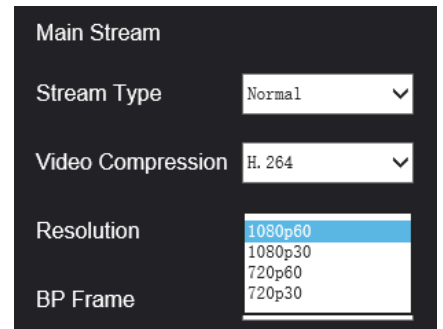 Main Stream
Stream Type Normal
Video Compression H.264
Resolution 1080p60
1080p30
720p60
720p30
BP Frame